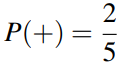 P(+) = 2/5